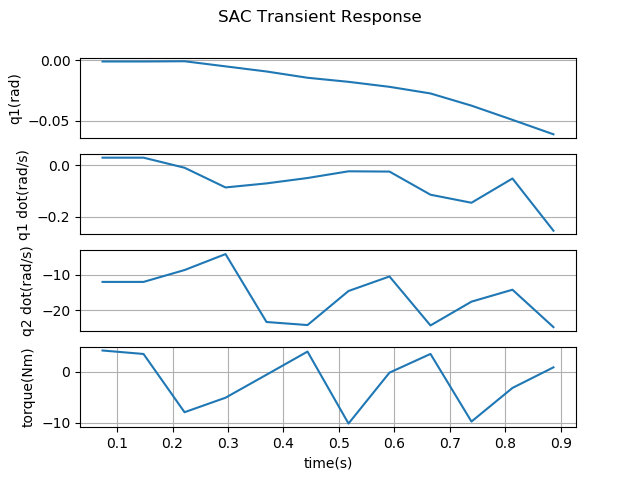 SAC Transient Response
0.00
−0.05
q1(rad)
0.0
−0.2
q1 dot(rad/s)
−10
−20
q2 dot(rad/s)
0
−10
torque(Nm)
0.1 0.2 0.3 0.4 0.5 0.6 0.7 0.8 0.9
time(s)